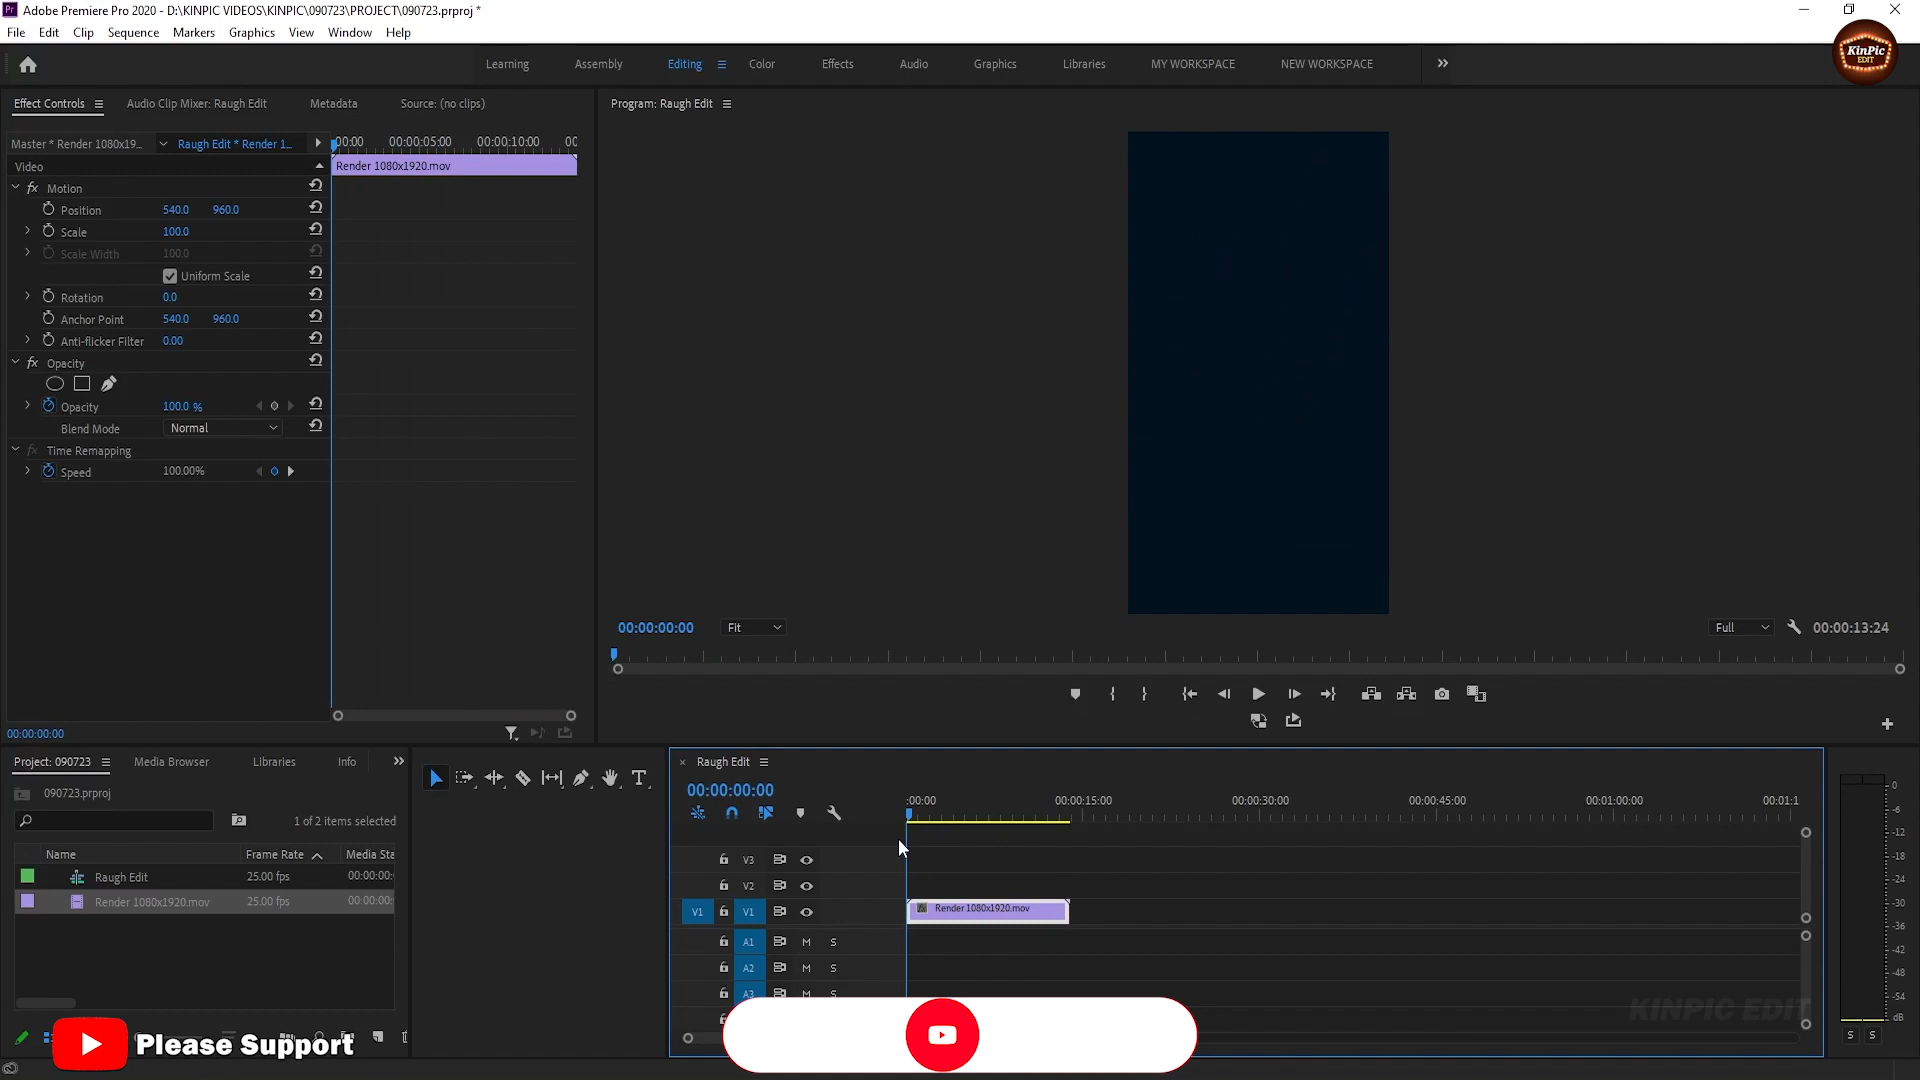 Adobe Premiere Pro 2020 - D:\KINPIC VIDEOS\KINPIC\090723\PROJECT\090723.prproj *
File Edit Clip Sequence Markers Graphics View Window Help
KinPic
EDIT
Learning Assembly Editing Color Effects Audio Graphics Libraries MY WORKSPACE NEW WORKSPACE
Effect Controls Audio Clip Mixer: Raugh Edit Metadata Source: (no clips)
Program: Raugh Edit
Master * Render 1080x19... Raugh Edit * Render 1...
:00:00 00:00:05:00 00:00:10:00 00
Video
Render 1080x1920.mov
fx Motion
Position 540.0 960.0
Scale 100.0
Scale Width 100.0
Uniform Scale
Rotation 0.0
Anchor Point 540.0 960.0
Anti-flicker Filter 0.00
fx Opacity
Opacity 100.0 %
Blend Mode Normal
fx Time Remapping
Speed 100.00%
00:00:00:00
00:00:00:00 Fit Full 00:00:13:24
Project: 090723 Media Browser Libraries Info
090723.prproj
1 of 2 items selected
Name Frame Rate Media Sta
Raugh Edit 25.00 fps 00:00:00:
Render 1080x1920.mov 25.00 fps 00:00:00:
Raugh Edit
00:00:00:00
:00:00 00:00:15:00 00:00:30:00 00:00:45:00 00:01:00:00 00:01:1
V3
V2
V1 V1
fx Render 1080x1920.mov
A1 M S
A2 M S
A3 M S
0
-6
-12
-18
-24
-30
-36
-42
-48
-54
dB
S S
KINPIC EDIT
Please Support